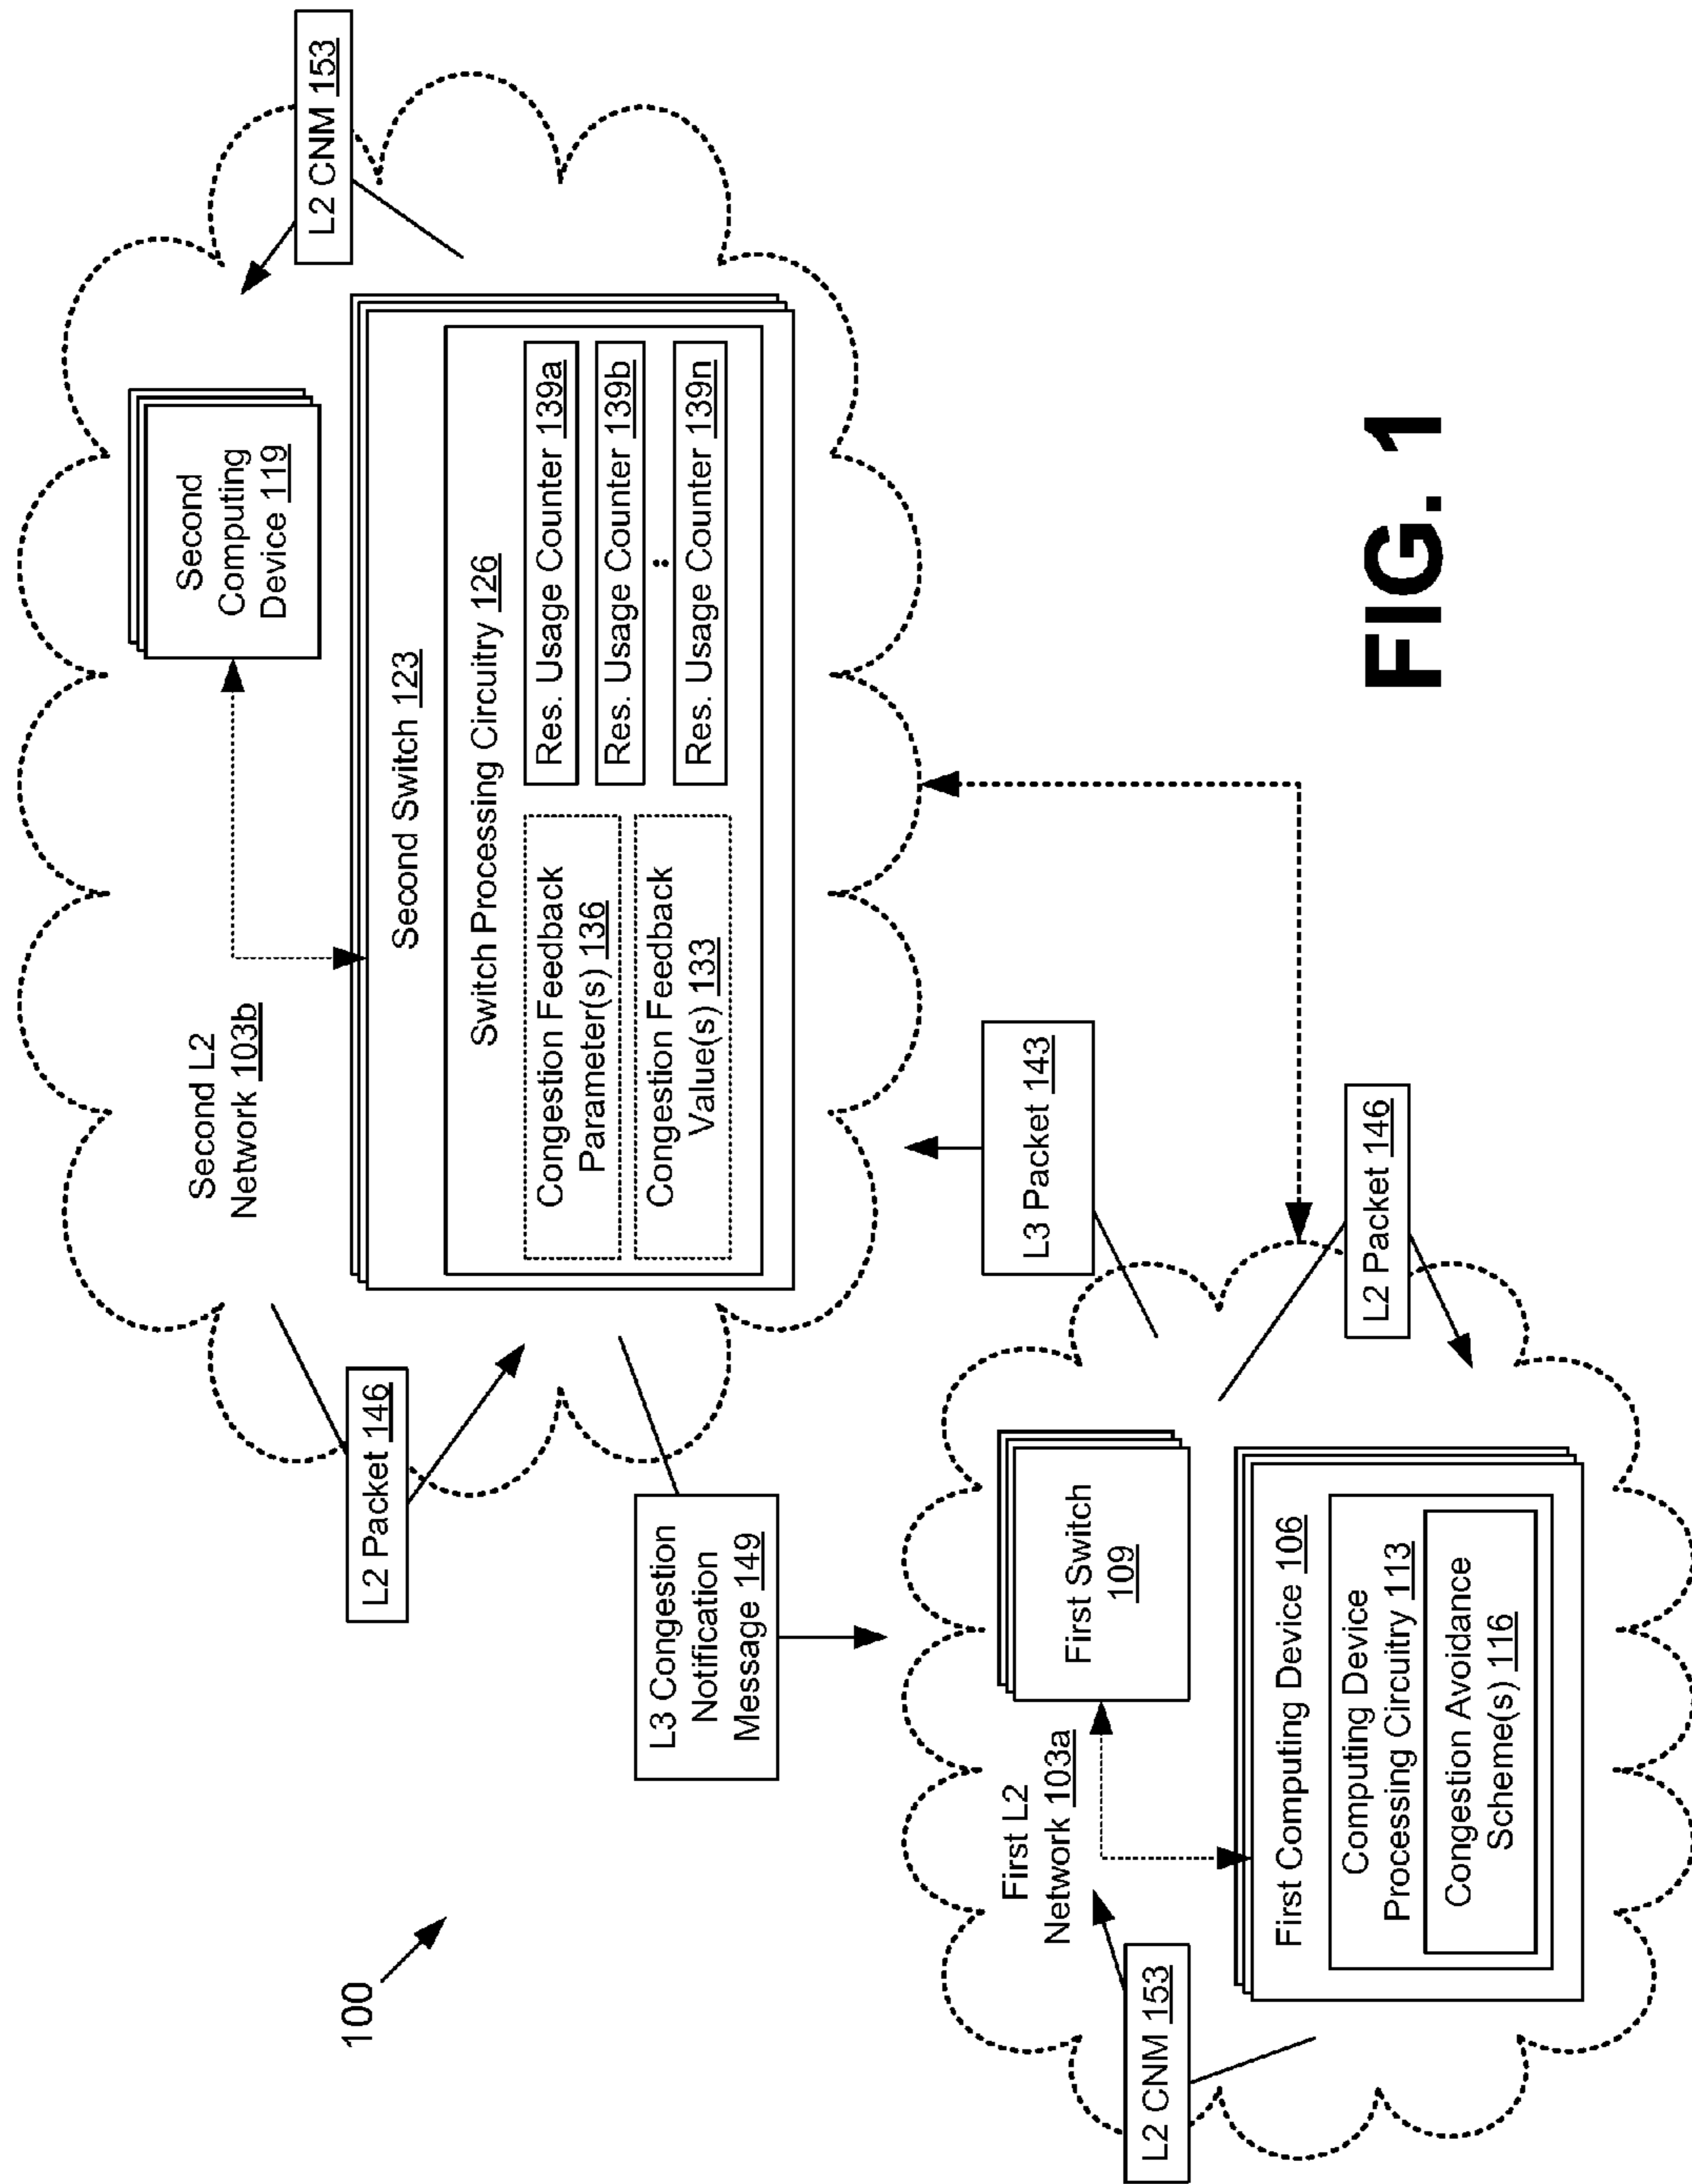 100
L2 Packet 146
Second L2
Network 103b
Second
Computing
Device 119
L2 CNM 153
Second Switch 123
Switch Processing Circuitry 126
Congestion Feedback
Parameter(s) 136
Congestion Feedback
Value(s) 133
Res. Usage Counter 139a
Res. Usage Counter 139b
:
Res. Usage Counter 139n
L3 Congestion
Notification
Message 149
L3 Packet 143
First L2
Network 103a
First Switch
109
L2 CNM 153
L2 Packet 146
First Computing Device 106
Computing Device
Processing Circuitry 113
Congestion Avoidance
Scheme(s) 116
FIG. 1